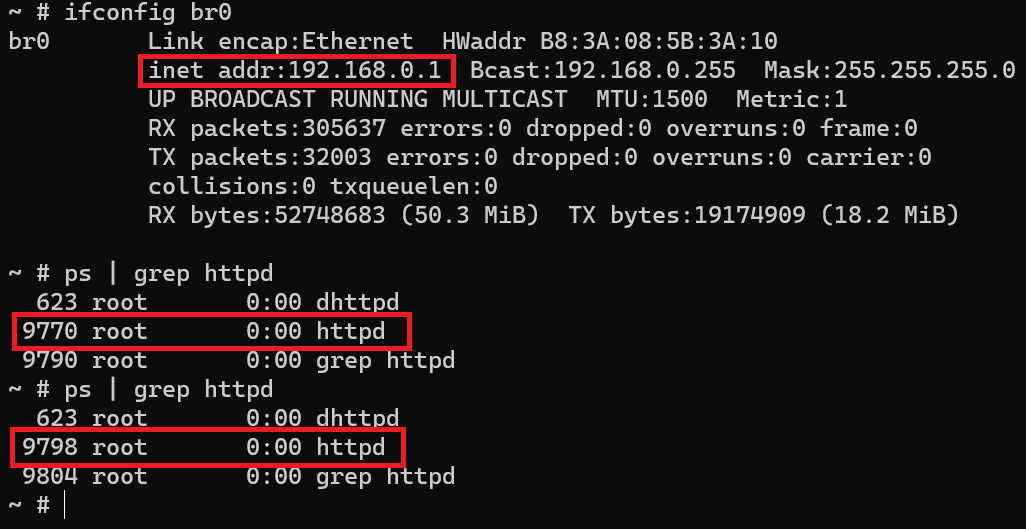 ~ # ifconfig br0
br0       Link encap:Ethernet  HWaddr B8:3A:08:5B:3A:10
          inet addr:192.168.0.1  Bcast:192.168.0.255  Mask:255.255.255.0
          UP BROADCAST RUNNING MULTICAST  MTU:1500  Metric:1
          RX packets:305637 errors:0 dropped:0 overruns:0 frame:0
          TX packets:32003 errors:0 dropped:0 overruns:0 carrier:0
          collisions:0 txqueuelen:0
          RX bytes:52748683 (50.3 MiB)  TX bytes:19174909 (18.2 MiB)
~ # ps | grep httpd
  623 root       0:00 dhttpd
 9770 root       0:00 httpd
 9790 root       0:00 grep httpd
~ # ps | grep httpd
  623 root       0:00 dhttpd
 9798 root       0:00 httpd
 9804 root       0:00 grep httpd
~ #